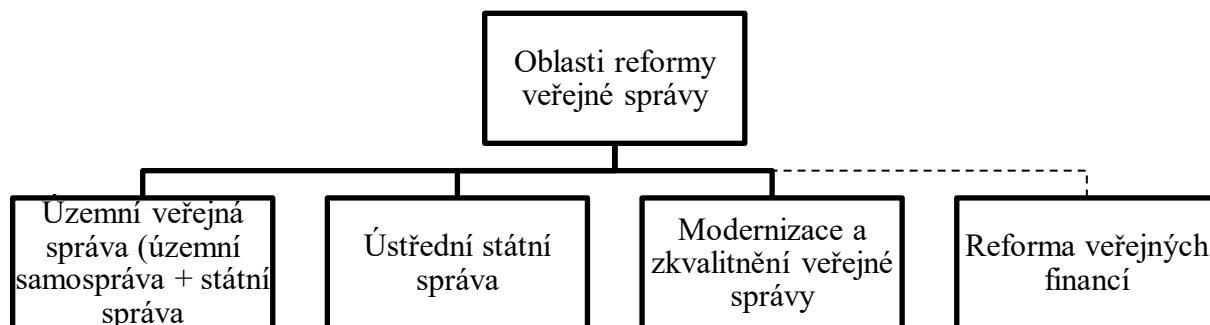 Oblasti reformy
veřejné správy
Územní veřejná
správa (územní
samospráva + státní
správa
Ústřední státní
správa
Modernizace a
zkvalitnění veřejné
správy
Reforma veřejných
financí